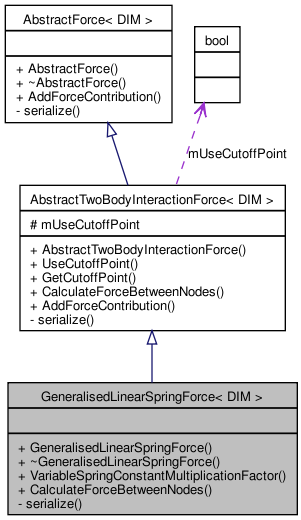 AbstractForce< DIM >
+ AbstractForce()
+ ~AbstractForce()
+ AddForceContribution()
- serialize()
bool
mUseCutoffPoint
AbstractTwoBodyInteractionForce< DIM >
# mUseCutoffPoint
+ AbstractTwoBodyInteractionForce()
+ UseCutoffPoint()
+ GetCutoffPoint()
+ CalculateForceBetweenNodes()
+ AddForceContribution()
- serialize()
GeneralisedLinearSpringForce< DIM >
+ GeneralisedLinearSpringForce()
+ ~GeneralisedLinearSpringForce()
+ VariableSpringConstantMultiplicationFactor()
+ CalculateForceBetweenNodes()
- serialize()